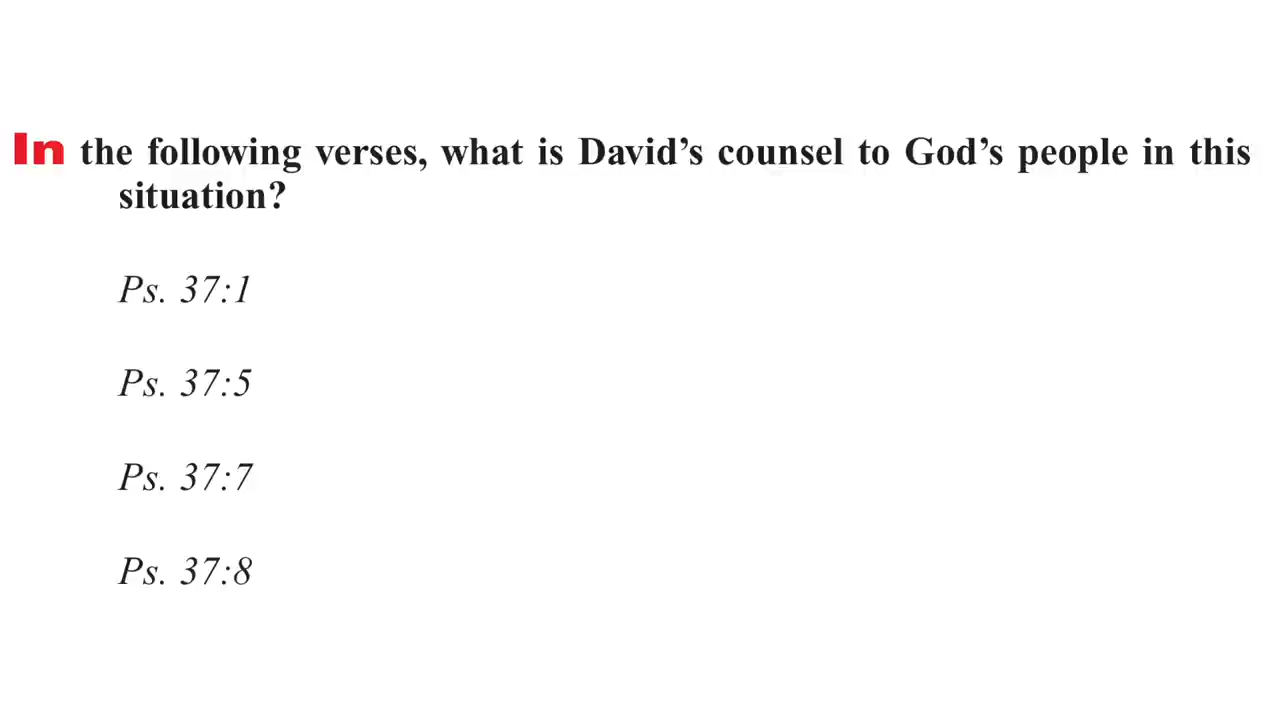 In the following verses, what is David’s counsel to God’s people in this
situation?
Ps. 37:1
Ps. 37:5
Ps. 37:7
Ps. 37:8